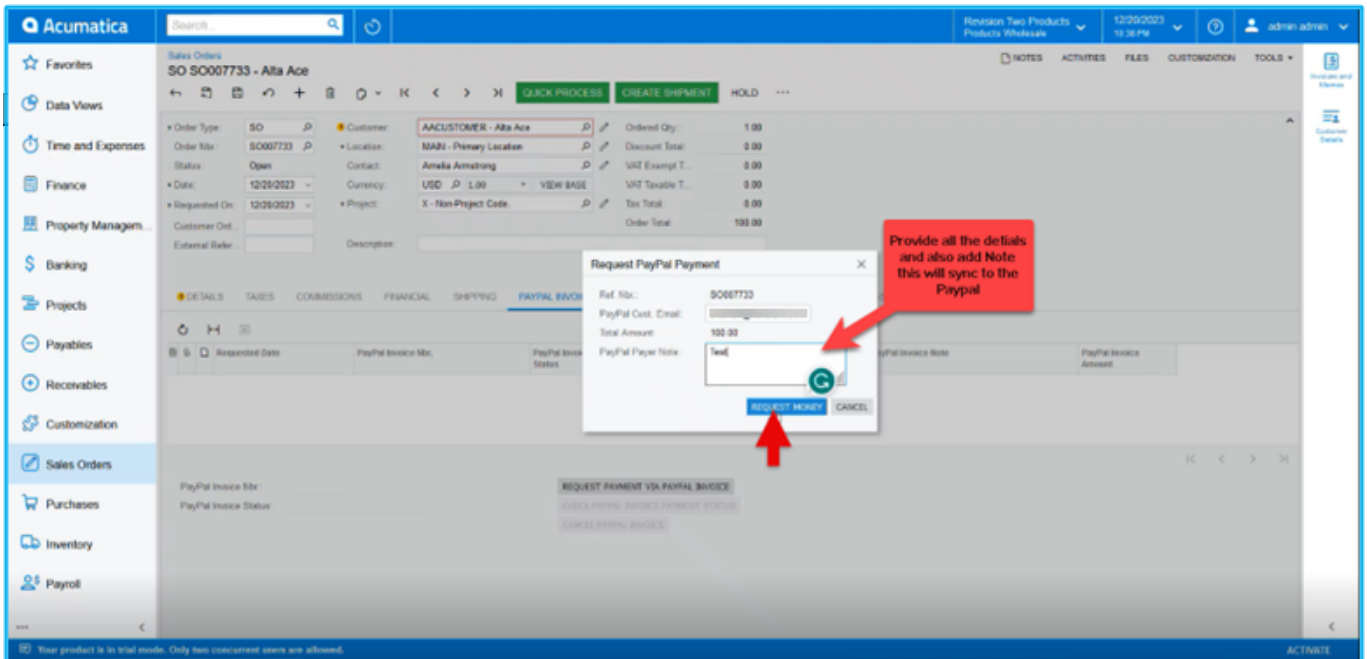 Acumatica
Search...
Revision Two Products
Products Wholesale
12/20/2023
10:38 PM
admin admin
Favorites
Data Views
Time and Expenses
Finance
Property Managem...
Banking
Projects
Payables
Receivables
Customization
Sales Orders
Purchases
Inventory
Payroll
Sales Orders
SO SO007733 - Alta Ace
NOTES ACTIVITIES FILES CUSTOMIZATION TOOLS
QUICK PROCESS CREATE SHIPMENT HOLD ...
Order Type: SO
Order Nbr.: SO007733
Status: Open
Date: 12/20/2023
Requested On: 12/20/2023
Customer Ord...
External Refer...
Customer: AACUSTOMER - Alta Ace
Location: MAIN - Primary Location
Contact: Amelia Armstrong
Currency: USD 1.00 VIEW BASE
Project: X - Non-Project Code.
Description:
Ordered Qty.: 1.00
Discount Total: 0.00
VAT Exempt T... 0.00
VAT Taxable T... 0.00
Tax Total: 0.00
Order Total: 100.00
Invoices and
Memos
Customer
Details
DETAILS TAXES COMMISSIONS FINANCIAL SHIPPING PAYPAL INVOI
Requested Date PayPal Invoice Nbr. PayPal Invoi
Status
yPal Invoice Note PayPal Invoice
Amount
Request PayPal Payment
Ref. Nbr.: SO007733
PayPal Cust. Email:
Total Amount: 100.00
PayPal Payer Note: Test
REQUEST MONEY CANCEL
Provide all the detials
and also add Note
this will sync to the
Paypal
PayPal Invoice Nbr.:
PayPal Invoice Status:
REQUEST PAYMENT VIA PAYPAL INVOICE
CHECK PAYPAL INVOICE PAYMENT STATUS
CANCEL PAYPAL INVOICE
Your product is in trial mode. Only two concurrent users are allowed.
ACTIVATE